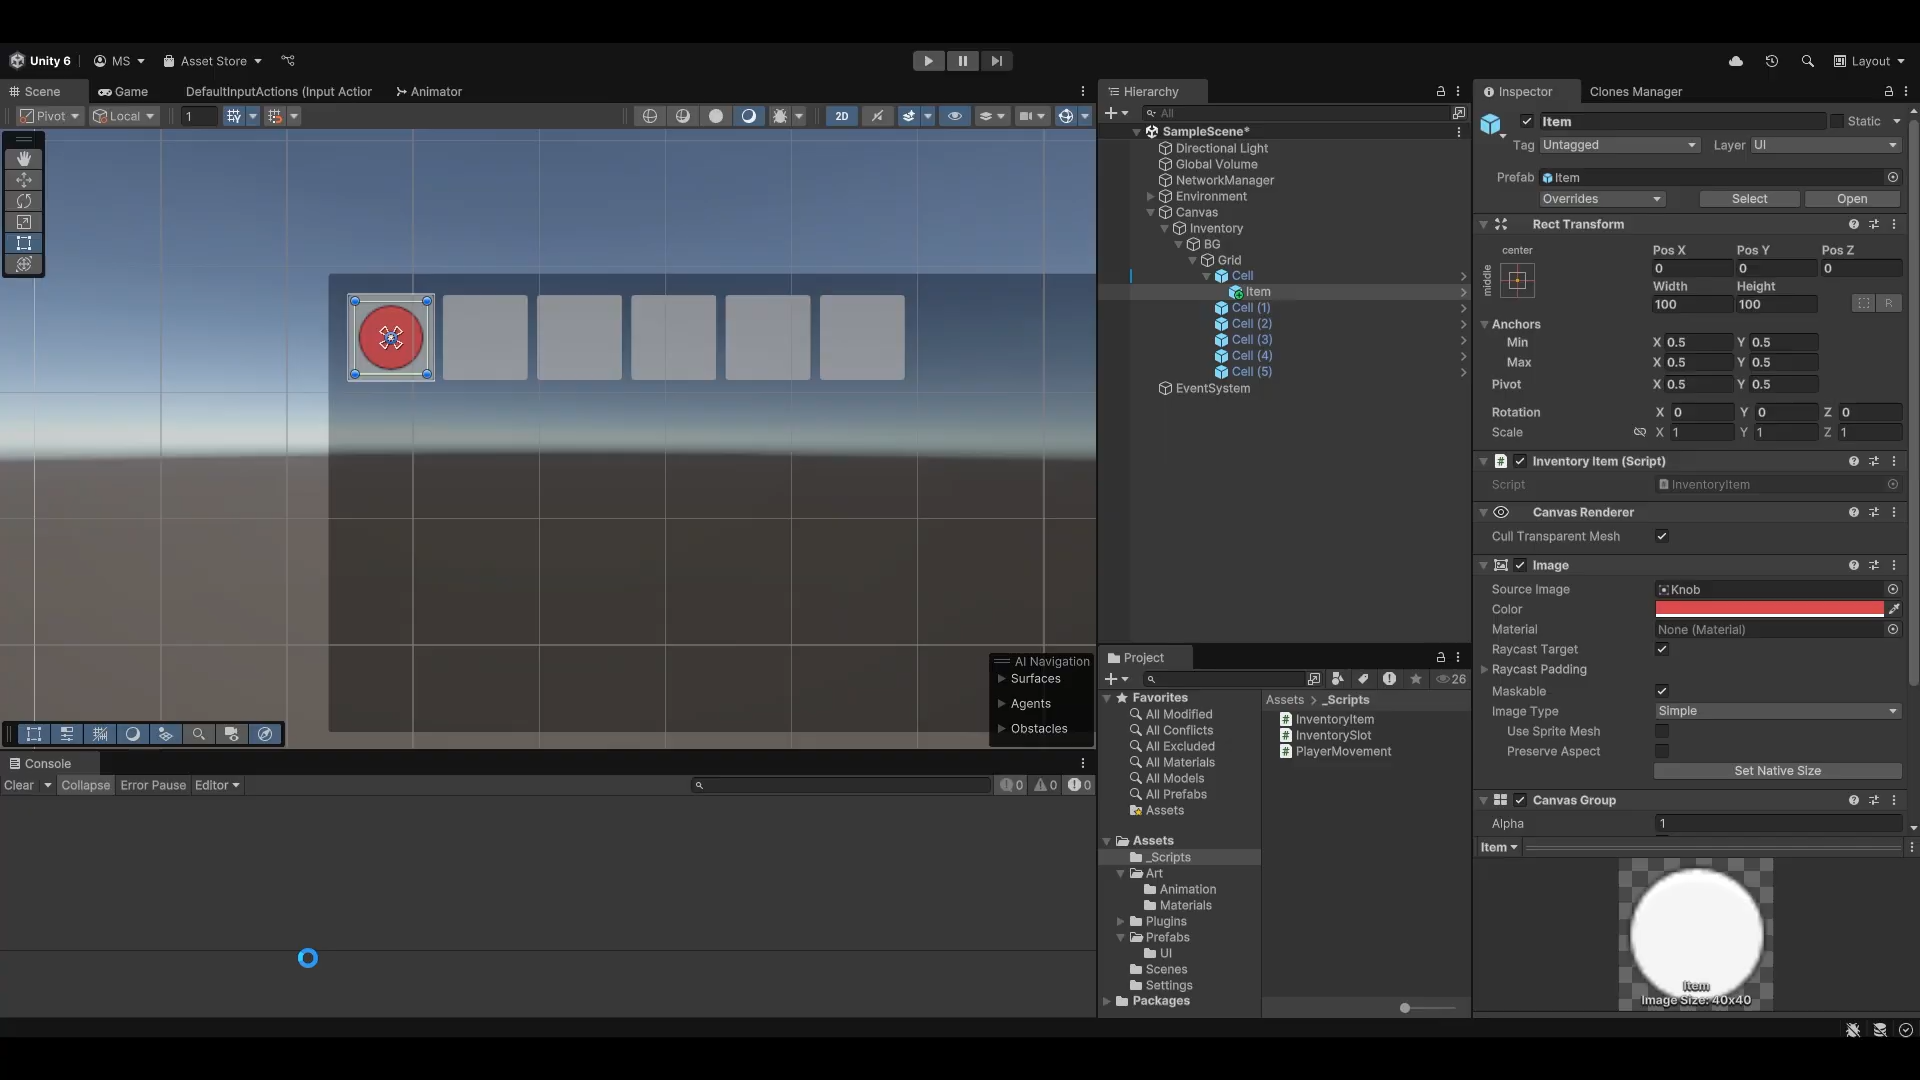 Unity 6
MS
Asset Store
Layout
Scene
Game
DefaultInputActions (Input Actior
Animator
Hierarchy
Inspector
Clones Manager
Pivot
Local
1
2D
All
SampleScene*
Directional Light
Global Volume
NetworkManager
Environment
Canvas
Inventory
BG
Grid
Cell
Item
Cell (1)
Cell (2)
Cell (3)
Cell (4)
Cell (5)
EventSystem
Item
Static
Tag
Untagged
Layer
UI
Prefab
Item
Overrides
Select
Open
Rect Transform
center
middle
Pos X
Pos Y
Pos Z
0
0
0
Width
Height
100
100
R
Anchors
Min
X 0.5
Y 0.5
Max
X 0.5
Y 0.5
Pivot
X 0.5
Y 0.5
Rotation
X 0
Y 0
Z 0
Scale
X 1
Y 1
Z 1
Inventory Item (Script)
Script
InventoryItem
Canvas Renderer
Cull Transparent Mesh
Image
Source Image
Knob
Color
Material
None (Material)
Raycast Target
Raycast Padding
Maskable
Image Type
Simple
Use Sprite Mesh
Preserve Aspect
Set Native Size
Canvas Group
Alpha
1
Item
Item
Image Size: 40x40
AI Navigation
Surfaces
Agents
Obstacles
Console
Clear
Collapse
Error Pause
Editor
0
0
0
Project
26
Favorites
All Modified
All Conflicts
All Excluded
All Materials
All Models
All Prefabs
Assets
Assets
_Scripts
Art
Animation
Materials
Plugins
Prefabs
UI
Scenes
Settings
Packages
Assets > _Scripts
InventoryItem
InventorySlot
PlayerMovement